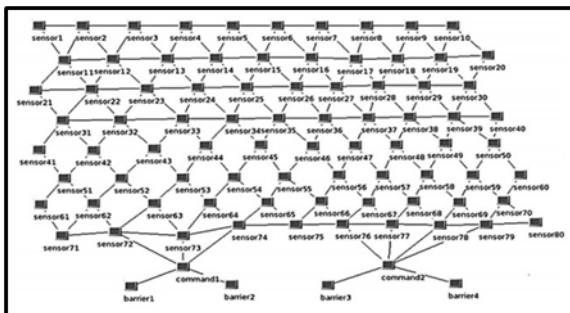 sensor1 sensor2 sensor3 sensor4 sensor5 sensor6 sensor7 sensor8 sensor9 sensor10
sensor11 sensor12 sensor13 sensor14 sensor15 sensor16 sensor17 sensor18 sensor19 sensor20
sensor21 sensor22 sensor23 sensor24 sensor25 sensor26 sensor27 sensor28 sensor29 sensor30
sensor31 sensor32 sensor33 sensor34 sensor35 sensor36 sensor37 sensor38 sensor39 sensor40
sensor41 sensor42 sensor43 sensor44 sensor45 sensor46 sensor47 sensor48 sensor49 sensor50
sensor51 sensor52 sensor53 sensor54 sensor55 sensor56 sensor57 sensor58 sensor59 sensor60
sensor61 sensor62 sensor63 sensor64 sensor65 sensor66 sensor67 sensor68 sensor69 sensor70
sensor71 sensor72 sensor73 sensor74 sensor75 sensor76 sensor77 sensor78 sensor79 sensor80
command1 command2
barrier1 barrier2 barrier3 barrier4